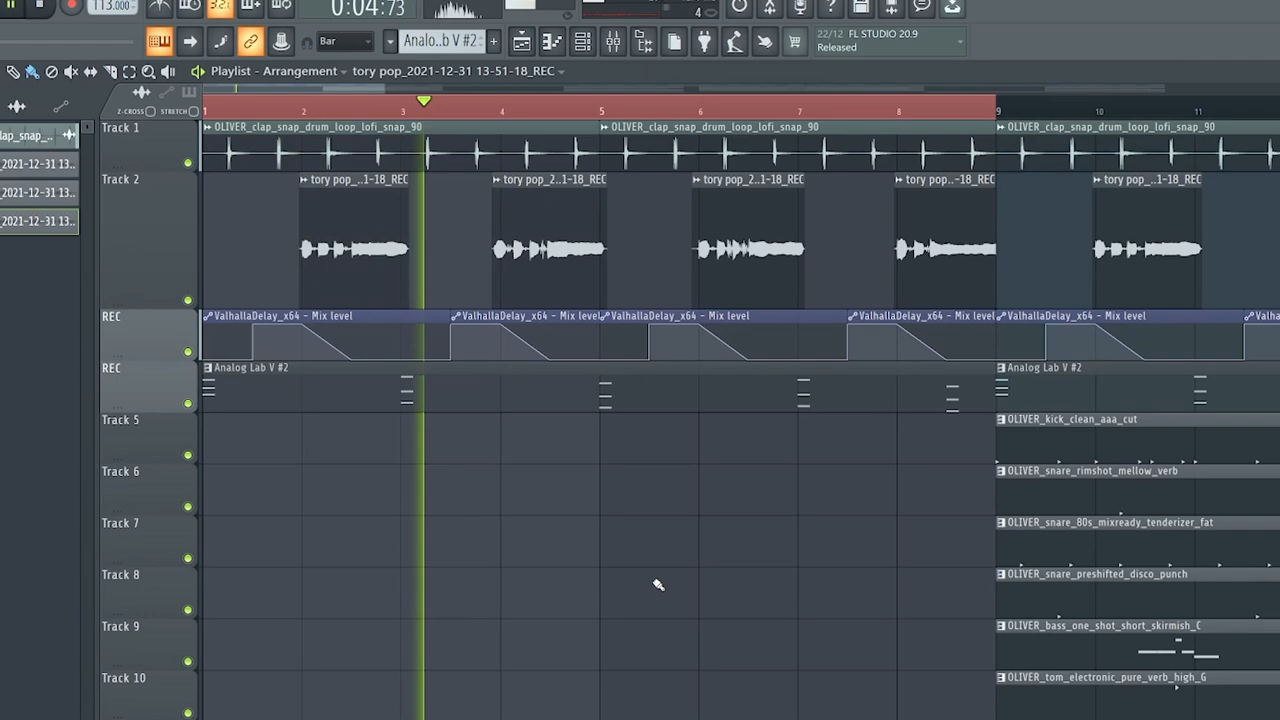 113.000
0:04:73
4
Bar
Analo..b V #2
22/12
FL STUDIO 20.9
Released
Playlist - Arrangement
tory pop_2021-12-31 13-51-18_REC
Z-CROSS
STRETCH
1 2 3 4 5 6 7 8 9 10 11
lap_snap_..
_2021-12-31 13..
_2021-12-31 13..
_2021-12-31 13..
Track 1
OLIVER_clap_snap_drum_loop_lofi_snap_90
OLIVER_clap_snap_drum_loop_lofi_snap_90
OLIVER_clap_snap_drum_loop_lofi_snap_90
Track 2
tory pop_..1-18_REC
tory pop_2..1-18_REC
tory pop_2..1-18_REC
tory pop..-18_REC
tory pop_..1-18_REC
REC
ValhallaDelay_x64 - Mix level
ValhallaDelay_x64 - Mix level
ValhallaDelay_x64 - Mix level
ValhallaDelay_x64 - Mix level
ValhallaDelay_x64 - Mix level
Valha
REC
Analog Lab V #2
Analog Lab V #2
Track 5
OLIVER_kick_clean_aaa_cut
Track 6
OLIVER_snare_rimshot_mellow_verb
Track 7
OLIVER_snare_80s_mixready_tenderizer_fat
Track 8
OLIVER_snare_preshifted_disco_punch
Track 9
OLIVER_bass_one_shot_short_skirmish_C
Track 10
OLIVER_tom_electronic_pure_verb_high_G